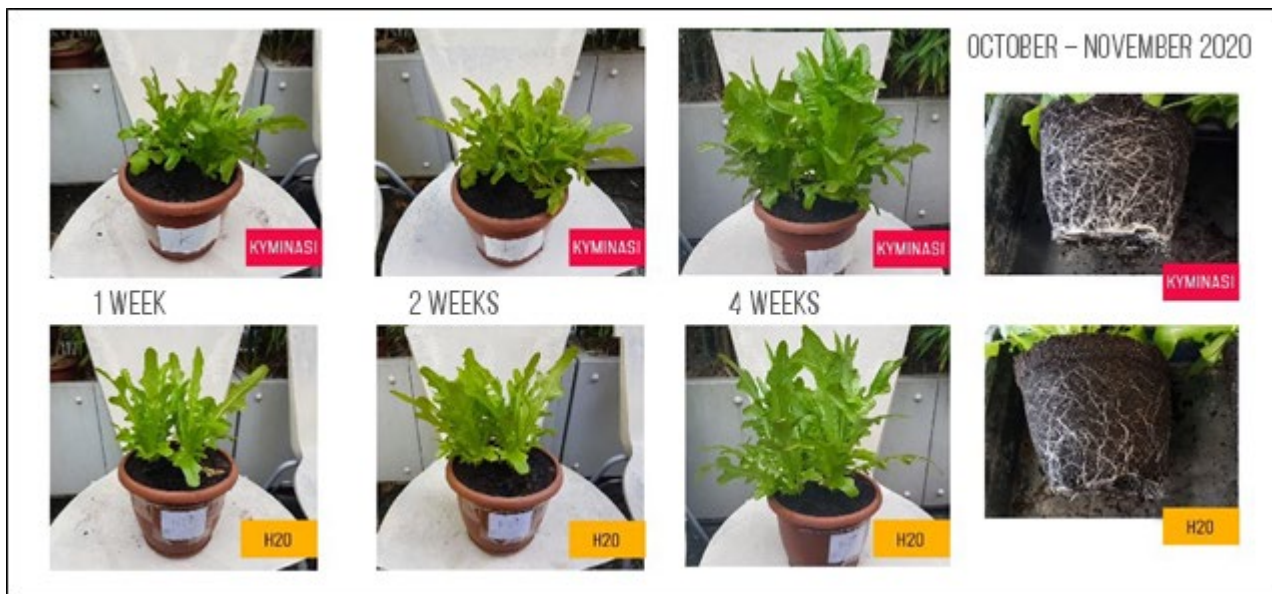 OCTOBER – NOVEMBER 2020
KYMINASI
KYMINASI
KYMINASI
KYMINASI
1 WEEK
2 WEEKS
4 WEEKS
H20
H20
H20
H20